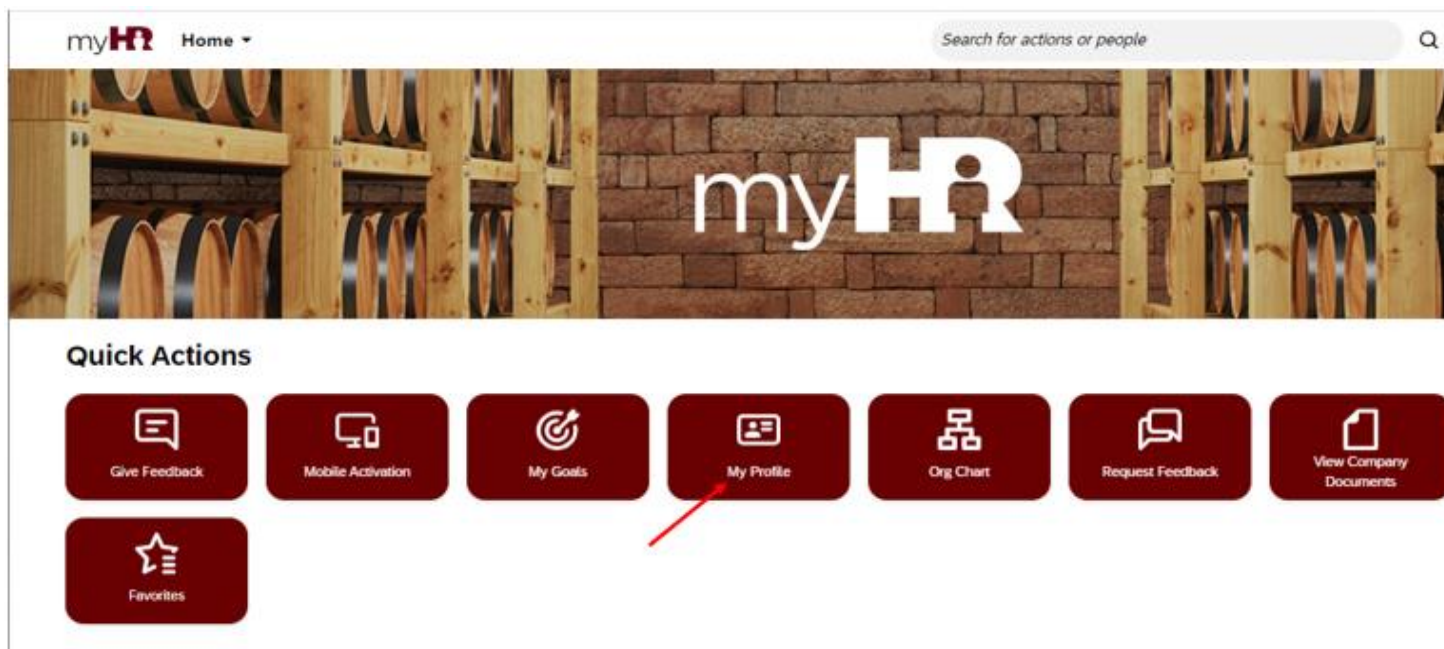 myHR Home
Search for actions or people
myHR
Quick Actions
Give Feedback
Mobile Activation
My Goals
My Profile
Org Chart
Request Feedback
View Company
Documents
Favorites